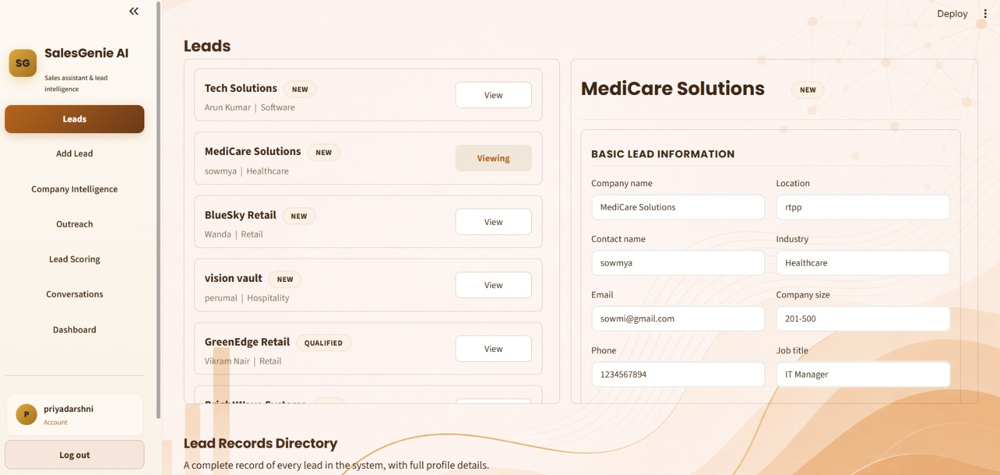 Deploy
SG
SalesGenie AI
Sales assistant & lead
intelligence
Leads
Add Lead
Company Intelligence
Outreach
Lead Scoring
Conversations
Dashboard
P
priyadarshni
Account
Log out
Leads
Tech Solutions NEW
Arun Kumar | Software
View
MediCare Solutions NEW
sowmya | Healthcare
Viewing
BlueSky Retail NEW
Wanda | Retail
View
vision vault NEW
perumal | Hospitality
View
GreenEdge Retail QUALIFIED
Vikram Nair | Retail
View
BrightWave Systems
MediCare Solutions NEW
BASIC LEAD INFORMATION
Company name Location
MediCare Solutions rtpp
Contact name Industry
sowmya Healthcare
Email Company size
sowmi@gmail.com 201-500
Phone Job title
1234567894 IT Manager
Lead Records Directory
A complete record of every lead in the system, with full profile details.